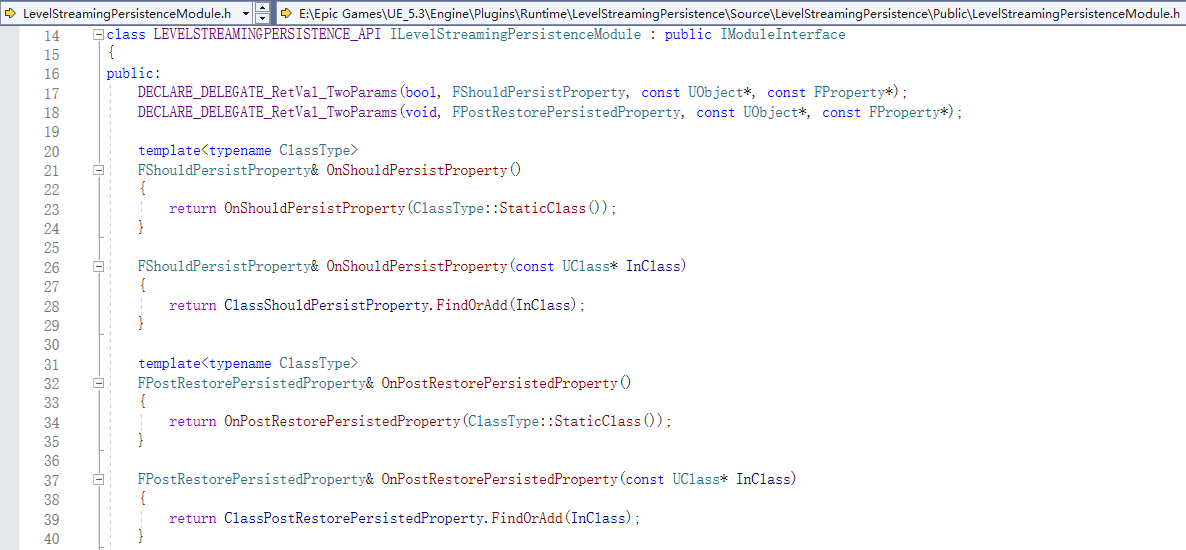 LevelStreamingPersistenceModule.h E:\Epic Games\UE_5.3\Engine\Plugins\Runtime\LevelStreamingPersistence\Source\LevelStreamingPersistence\Public\LevelStreamingPersistenceModule.h
14 class LEVELSTREAMINGPERSISTENCE_API ILevelStreamingPersistenceModule : public IModuleInterface
15 {
16 public:
17 DECLARE_DELEGATE_RetVal_TwoParams(bool, FShouldPersistProperty, const UObject*, const FProperty*);
18 DECLARE_DELEGATE_RetVal_TwoParams(void, FPostRestorePersistedProperty, const UObject*, const FProperty*);
19
20 template<typename ClassType>
21 FShouldPersistProperty& OnShouldPersistProperty()
22 {
23 return OnShouldPersistProperty(ClassType::StaticClass());
24 }
25
26 FShouldPersistProperty& OnShouldPersistProperty(const UClass* InClass)
27 {
28 return ClassShouldPersistProperty.FindOrAdd(InClass);
29 }
30
31 template<typename ClassType>
32 FPostRestorePersistedProperty& OnPostRestorePersistedProperty()
33 {
34 return OnPostRestorePersistedProperty(ClassType::StaticClass());
35 }
36
37 FPostRestorePersistedProperty& OnPostRestorePersistedProperty(const UClass* InClass)
38 {
39 return ClassPostRestorePersistedProperty.FindOrAdd(InClass);
40 }